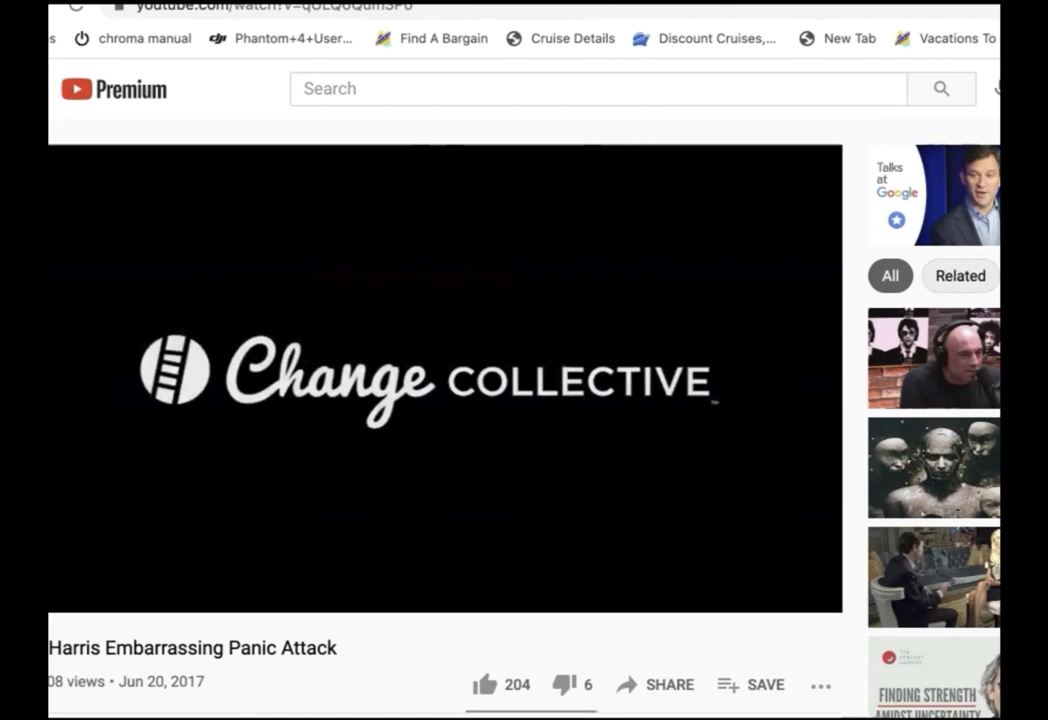 chroma manual Phantom+4+User... Find A Bargain Cruise Details Discount Cruises,... New Tab Vacations To
Premium
Search
Talks
at
Google
All Related
Change COLLECTIVE
Harris Embarrassing Panic Attack
08 views • Jun 20, 2017
204 6 SHARE SAVE
FINDING STRENGTH
AMIDST UNCERTAINTY